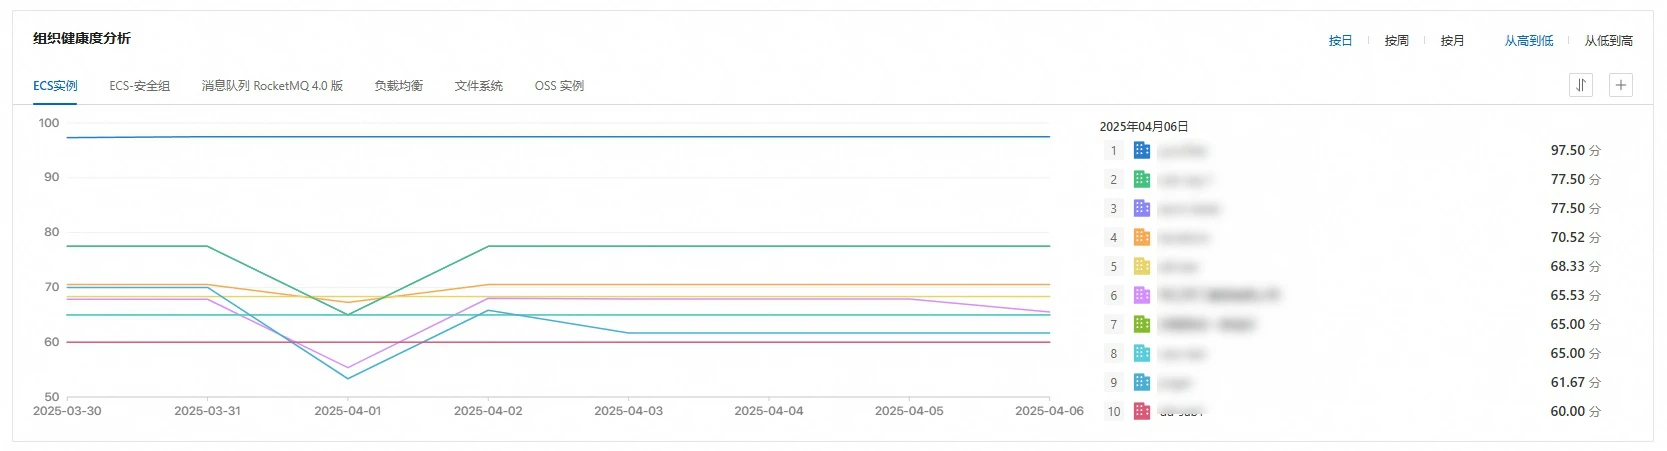 组织健康度分析
按日 按周 按月 从高到低 从低到高
ECS实例 ECS-安全组 消息队列 RocketMQ 4.0 版 负载均衡 文件系统 OSS 实例
100
90
80
70
60
50
2025-03-30 2025-03-31 2025-04-01 2025-04-02 2025-04-03 2025-04-04 2025-04-05 2025-04-06
2025年04月06日
1 97.50 分
2 77.50 分
3 77.50 分
4 70.52 分
5 68.33 分
6 65.53 分
7 65.00 分
8 65.00 分
9 61.67 分
10 60.00 分